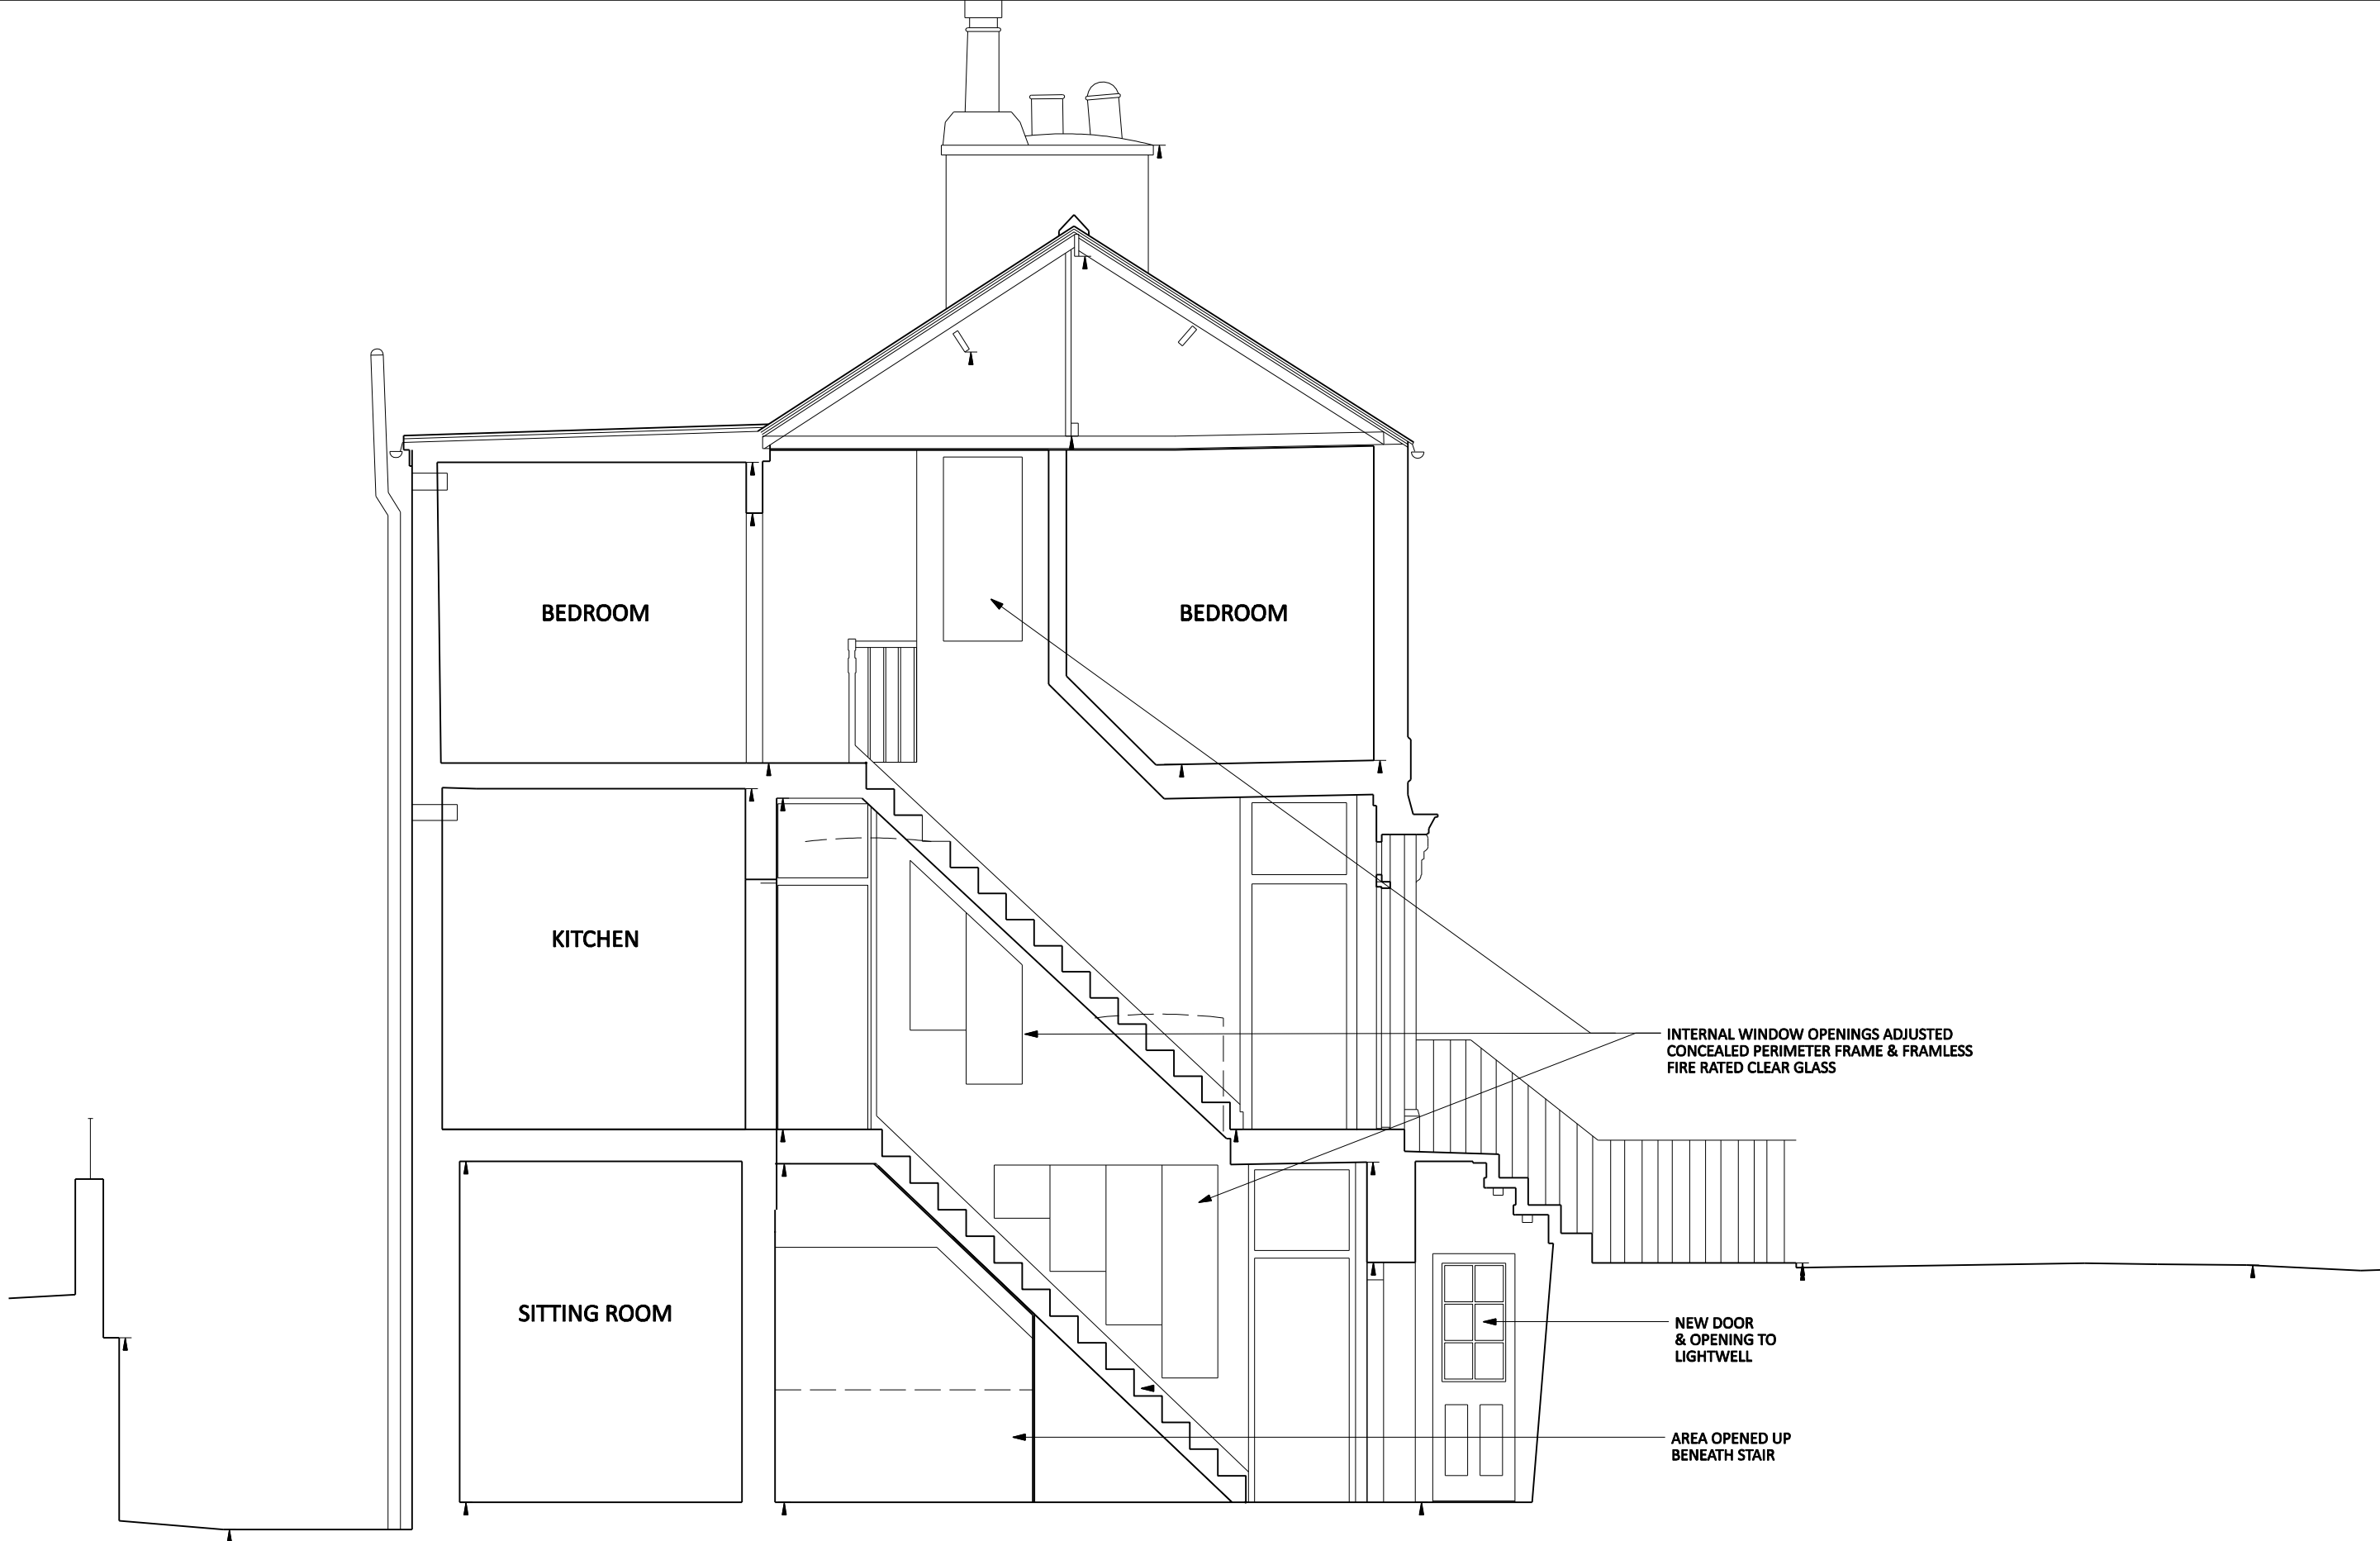 BEDROOM
BEDROOM
KITCHEN
INTERNAL WINDOW OPENINGS ADJUSTED
CONCEALED PERIMETER FRAME & FRAMLESS
FIRE RATED CLEAR GLASS
SITTING ROOM
NEW DOOR
& OPENING TO
LIGHTWELL
AREA OPENED UP
BENEATH STAIR